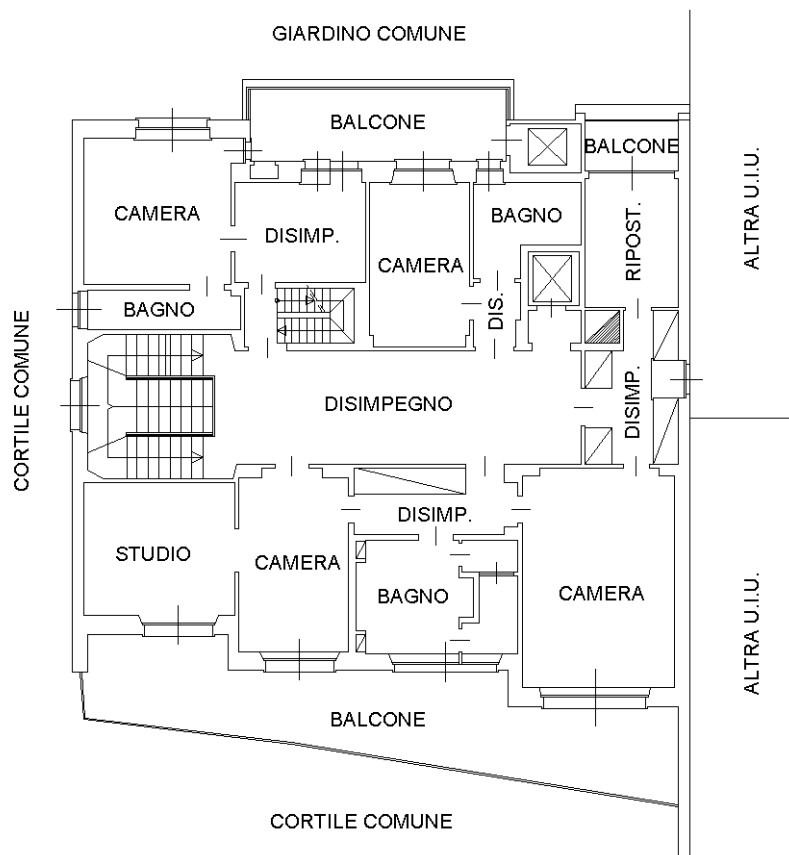 GIARDINO COMUNE
BALCONE
BALCONE
CAMERA
DISIMP.
CAMERA
BAGNO
RIPOST.
ALTRA U.I.U.
BAGNO
DIS.
CORTILE COMUNE
DISIMPEGNO
DISIMP.
DISIMP.
STUDIO
CAMERA
BAGNO
CAMERA
ALTRA U.I.U.
BALCONE
CORTILE COMUNE